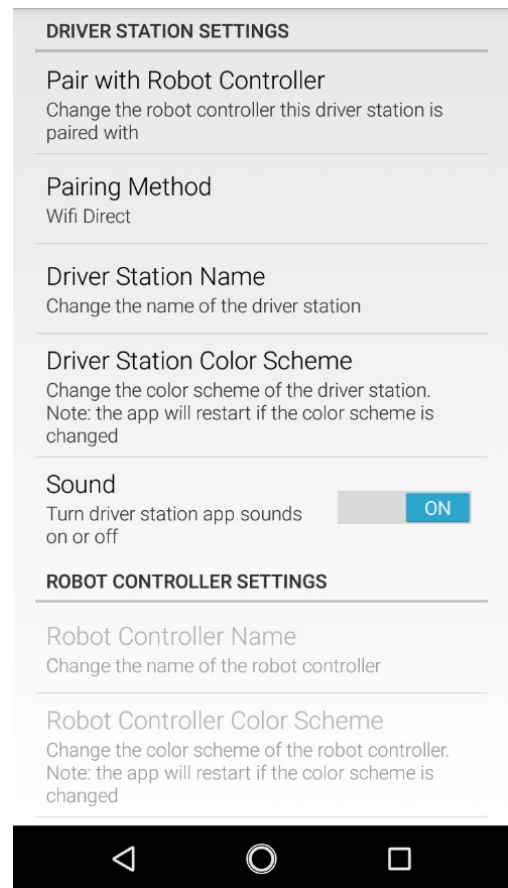 DRIVER STATION SETTINGS
Pair with Robot Controller
Change the robot controller this driver station is
paired with
Pairing Method
Wifi Direct
Driver Station Name
Change the name of the driver station
Driver Station Color Scheme
Change the color scheme of the driver station.
Note: the app will restart if the color scheme is
changed
Sound
Turn driver station app sounds
on or off
ON
ROBOT CONTROLLER SETTINGS
Robot Controller Name
Change the name of the robot controller
Robot Controller Color Scheme
Change the color scheme of the robot controller.
Note: the app will restart if the color scheme is
changed